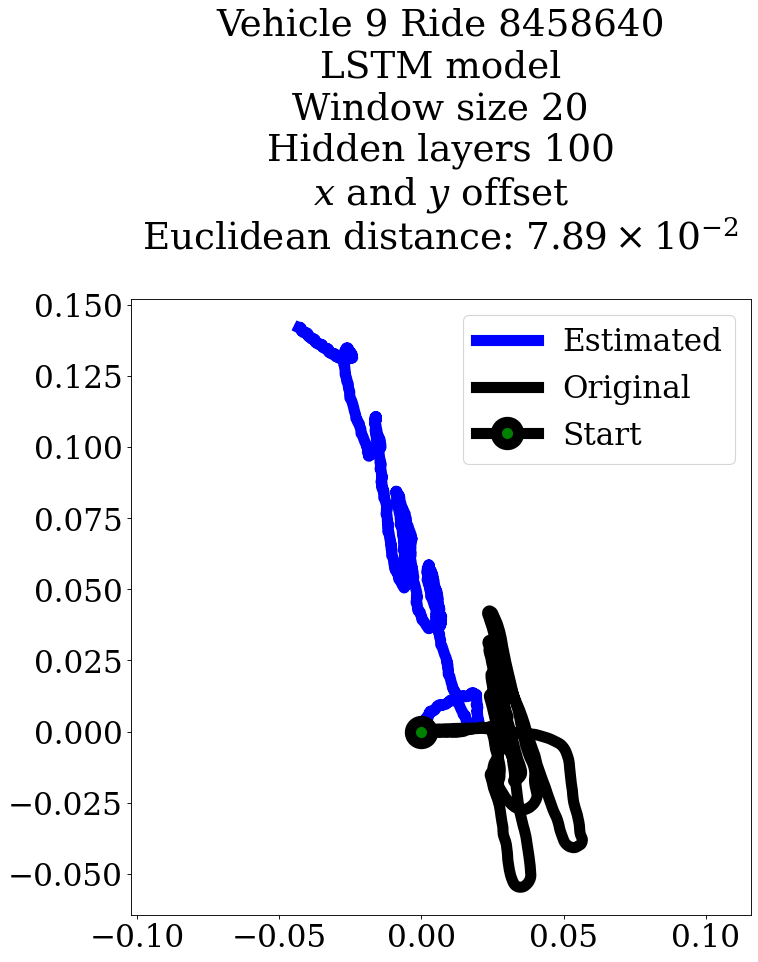 Vehicle 9 Ride 8458640
LSTM model
Window size 20
Hidden layers 100
x and y offset
Euclidean distance: 7.89 × 10⁻²
0.150
0.125
0.100
0.075
0.050
0.025
0.000
−0.025
−0.050
Estimated
Original
Start
−0.10 −0.05 0.00 0.05 0.10